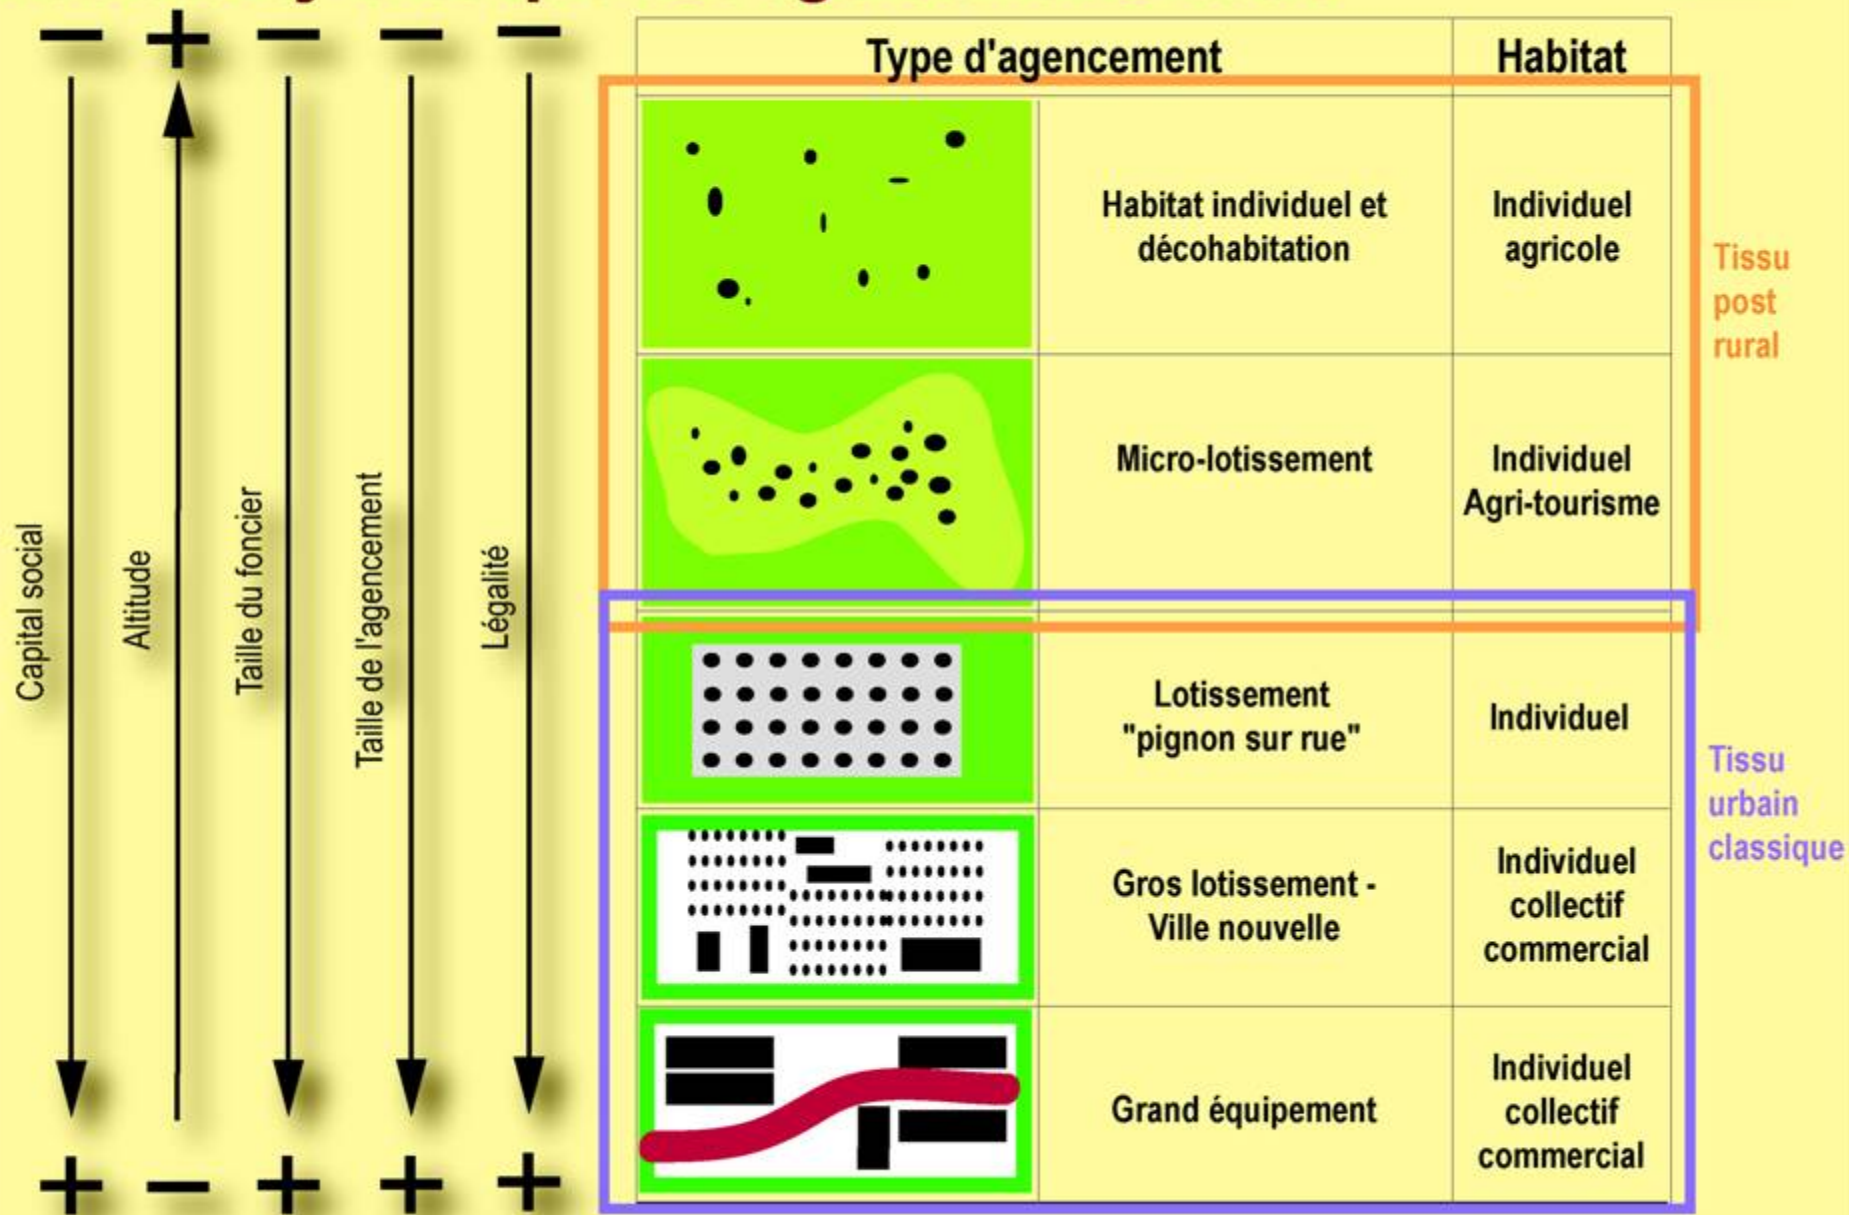 − + − − −
Capital social
Altitude
Taille du foncier
Taille de l'agencement
Légalité
+ − + + +
Type d'agencement
Habitat
Habitat individuel et
décohabitation
Individuel
agricole
Micro-lotissement
Individuel
Agri-tourisme
Lotissement
"pignon sur rue"
Individuel
Gros lotissement -
Ville nouvelle
Individuel
collectif
commercial
Grand équipement
Individuel
collectif
commercial
Tissu
post
rural
Tissu
urbain
classique